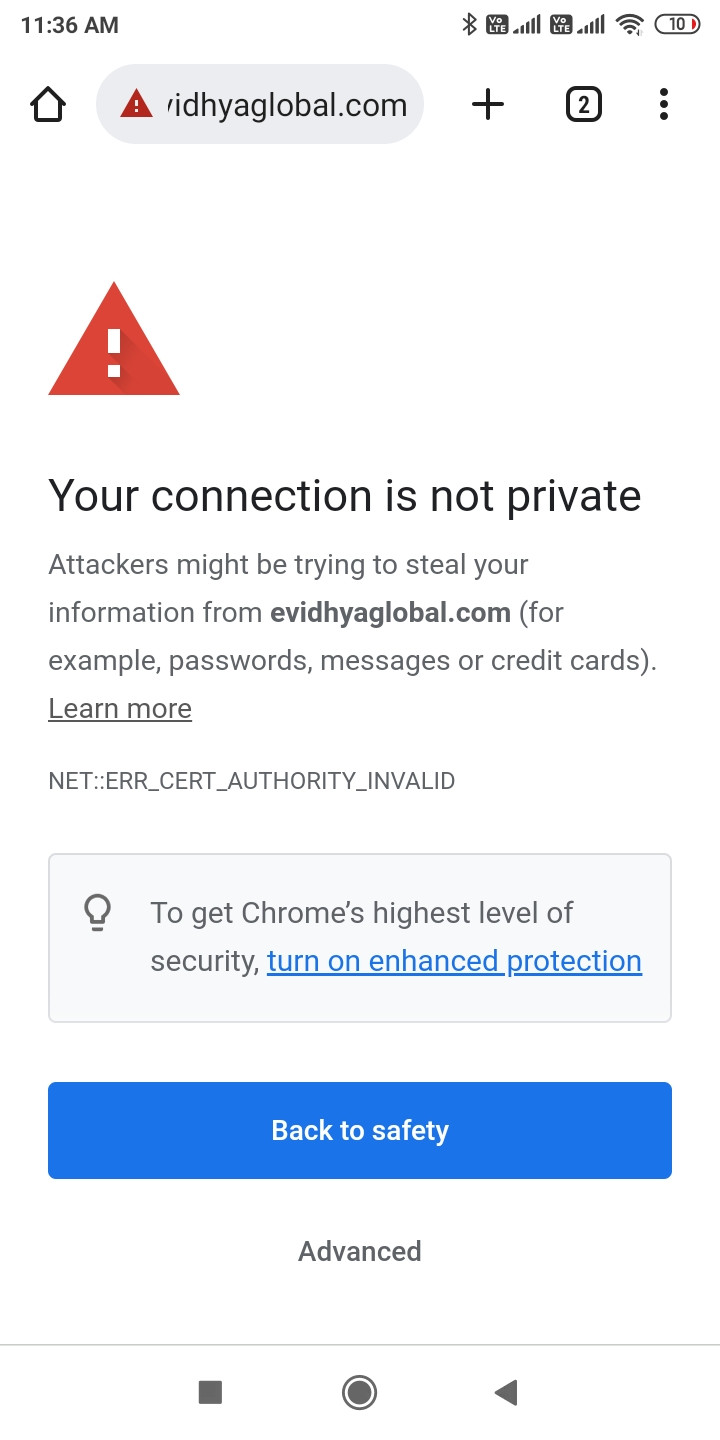 11:36 AM
Vo LTE Vo LTE 10
vidhyaglobal.com 2
Your connection is not private
Attackers might be trying to steal your
information from evidhyaglobal.com (for
example, passwords, messages or credit cards).
Learn more
NET::ERR_CERT_AUTHORITY_INVALID
To get Chrome’s highest level of
security, turn on enhanced protection
Back to safety
Advanced